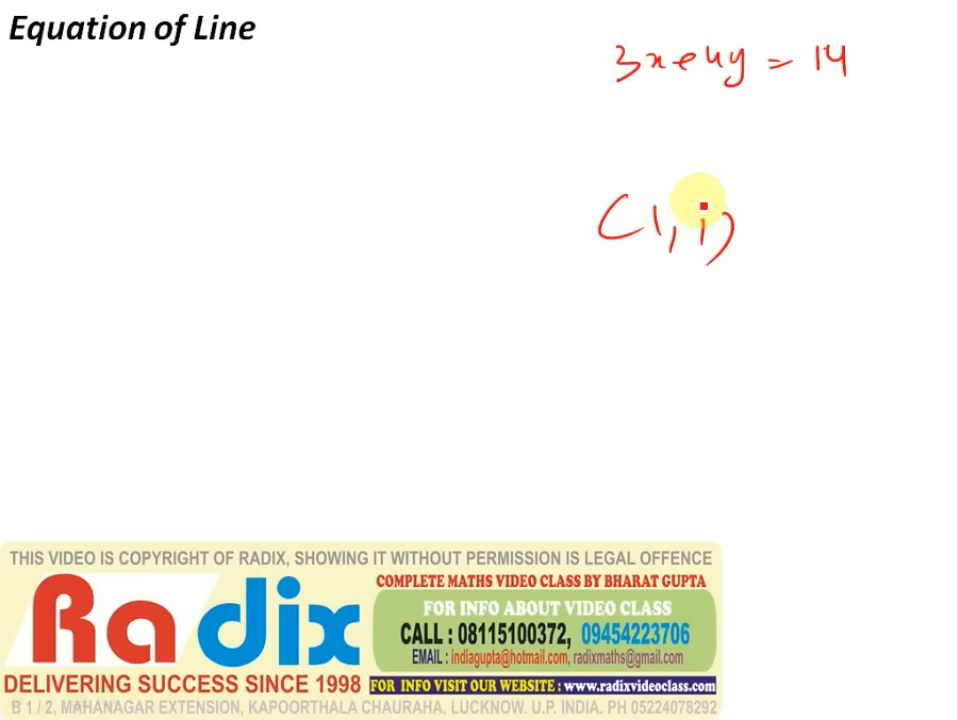 Equation of Line
3x+4y = 14
(1,1)
THIS VIDEO IS COPYRIGHT OF RADIX, SHOWING IT WITHOUT PERMISSION IS LEGAL OFFENCE
Radix
DELIVERING SUCCESS SINCE 1998
COMPLETE MATHS VIDEO CLASS BY BHARAT GUPTA
FOR INFO ABOUT VIDEO CLASS
CALL : 08115100372, 09454223706
EMAIL : indiagupta@hotmail.com, radixmaths@gmail.com
FOR INFO VISIT OUR WEBSITE : www.radixvideoclass.com
B 1 / 2, MAHANAGAR EXTENSION, KAPOORTHALA CHAURAHA, LUCKNOW. U.P. INDIA. PH 05224078292